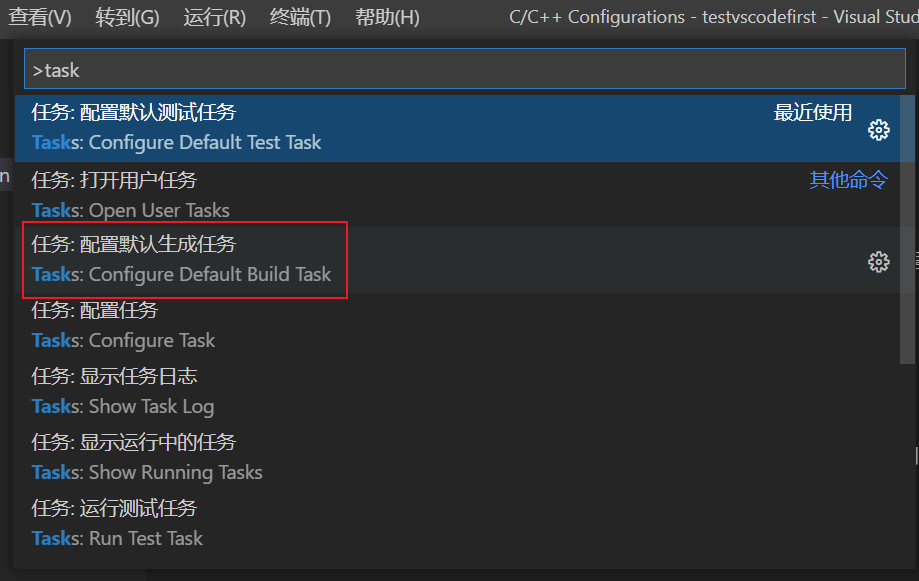 查看(V) 转到(G) 运行(R) 终端(T) 帮助(H) C/C++ Configurations - testvscodefirst - Visual
>task
任务: 配置默认测试任务 最近使用
Tasks: Configure Default Test Task
任务: 打开用户任务 其他命令
Tasks: Open User Tasks
任务: 配置默认生成任务
Tasks: Configure Default Build Task
任务: 配置任务
Tasks: Configure Task
任务: 显示任务日志
Tasks: Show Task Log
任务: 显示运行中的任务
Tasks: Show Running Tasks
任务: 运行测试任务
Tasks: Run Test Task